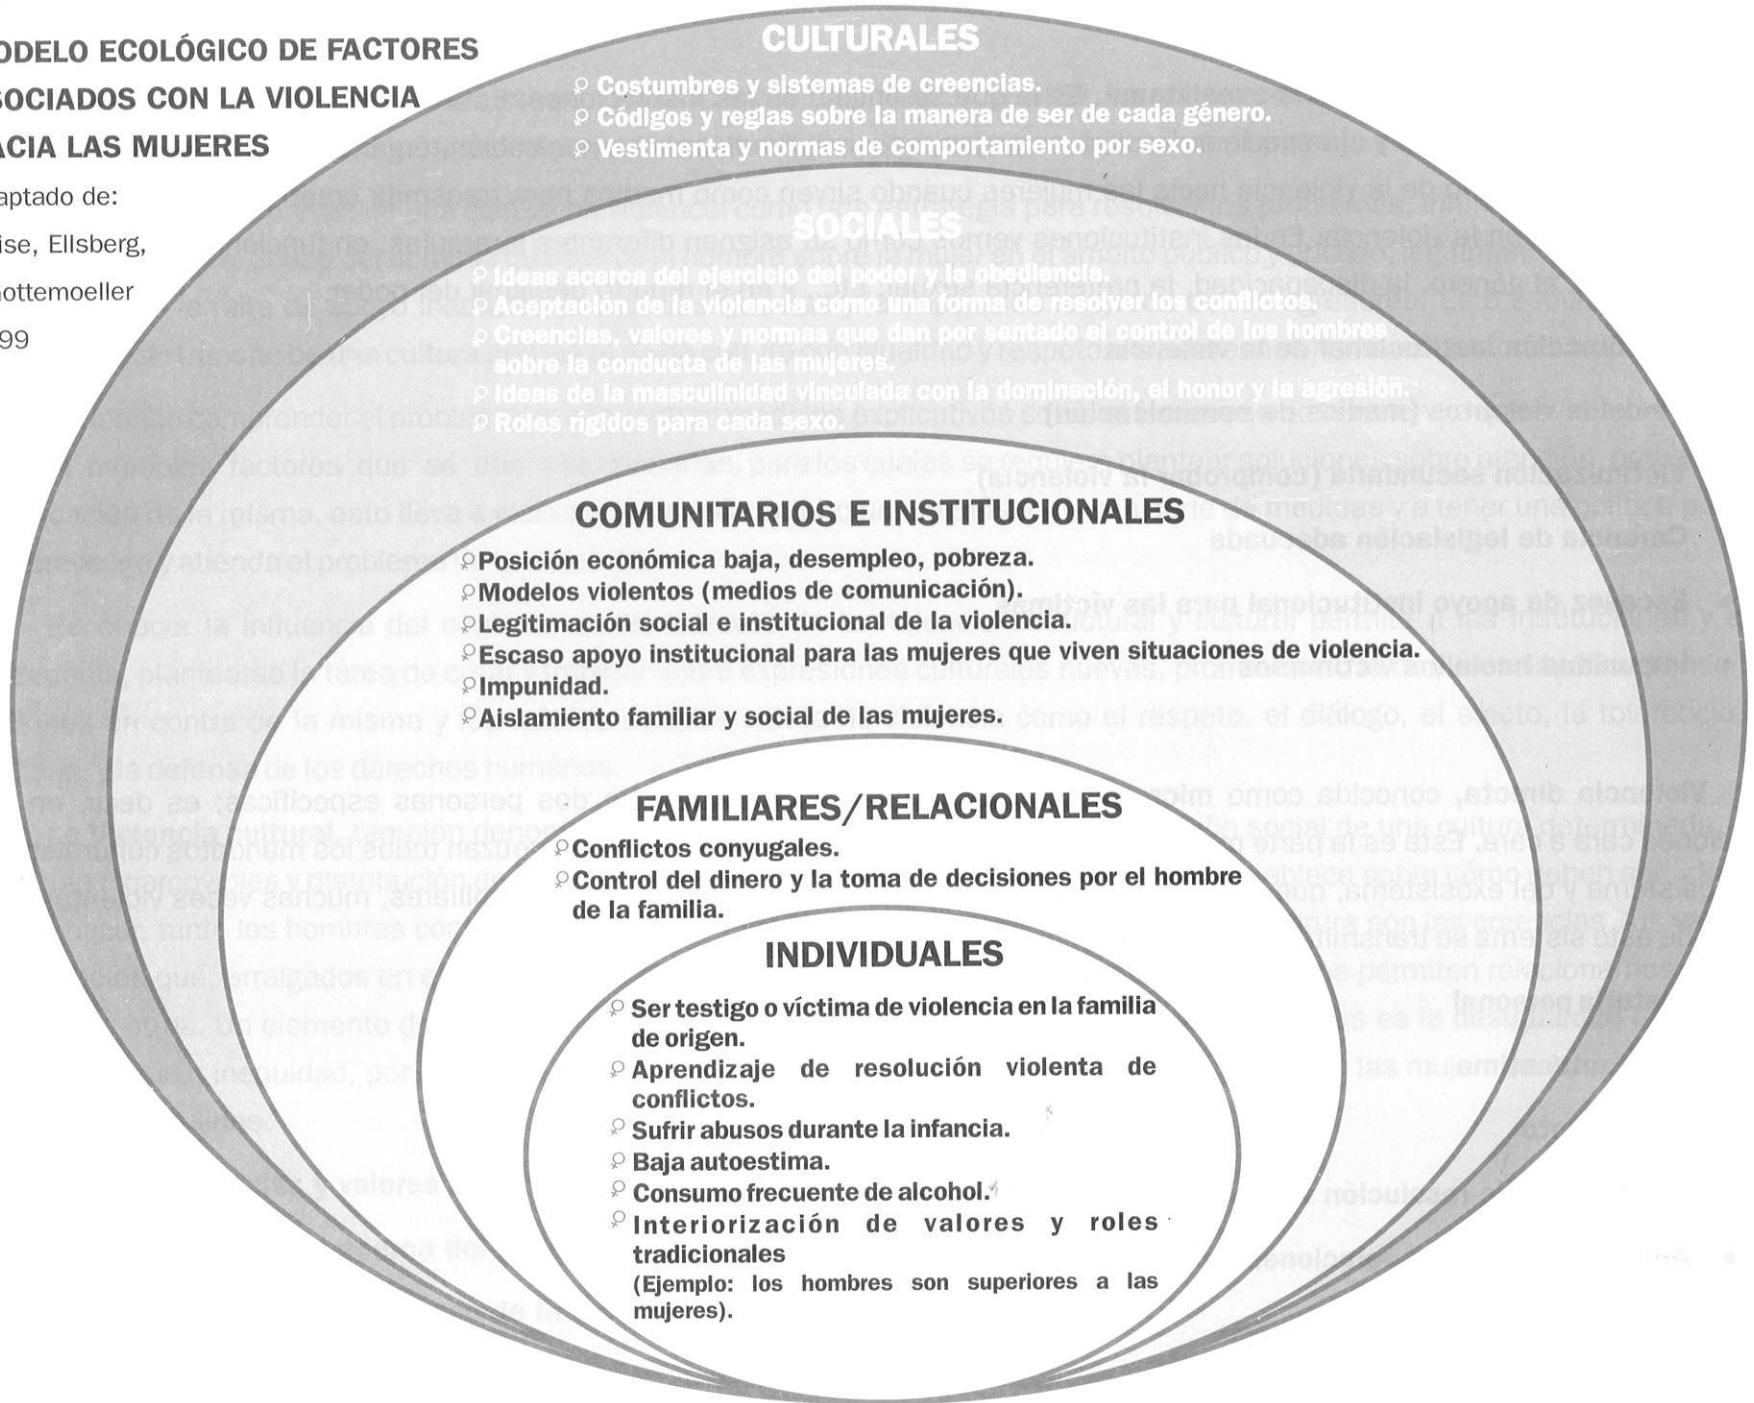 ODELO ECOLÓGICO DE FACTORES
SOCIADOS CON LA VIOLENCIA
ACIA LAS MUJERES
aptado de:
ise, Ellsberg,
ottemoeller
99
CULTURALES
♀ Costumbres y sistemas de creencias.
♀ Códigos y reglas sobre la manera de ser de cada género.
♀ Vestimenta y normas de comportamiento por sexo.
SOCIALES
♀ Ideas acerca del ejercicio del poder y la obediencia.
♀ Aceptación de la violencia como una forma de resolver los conflictos.
♀ Creencias, valores y normas que dan por sentado el control de los hombres
sobre la conducta de las mujeres.
♀ Ideas de la masculinidad vinculada con la dominación, el honor y la agresión.
♀ Roles rígidos para cada sexo.
COMUNITARIOS E INSTITUCIONALES
♀ Posición económica baja, desempleo, pobreza.
♀ Modelos violentos (medios de comunicación).
♀ Legitimación social e institucional de la violencia.
♀ Escaso apoyo institucional para las mujeres que viven situaciones de violencia.
♀ Impunidad.
♀ Aislamiento familiar y social de las mujeres.
FAMILIARES/RELACIONALES
♀ Conflictos conyugales.
♀ Control del dinero y la toma de decisiones por el hombre
de la familia.
INDIVIDUALES
♀ Ser testigo o víctima de violencia en la familia
de origen.
♀ Aprendizaje de resolución violenta de
conflictos.
♀ Sufrir abusos durante la infancia.
♀ Baja autoestima.
♀ Consumo frecuente de alcohol.
♀ Interiorización de valores y roles
tradicionales
(Ejemplo: los hombres son superiores a las
mujeres).